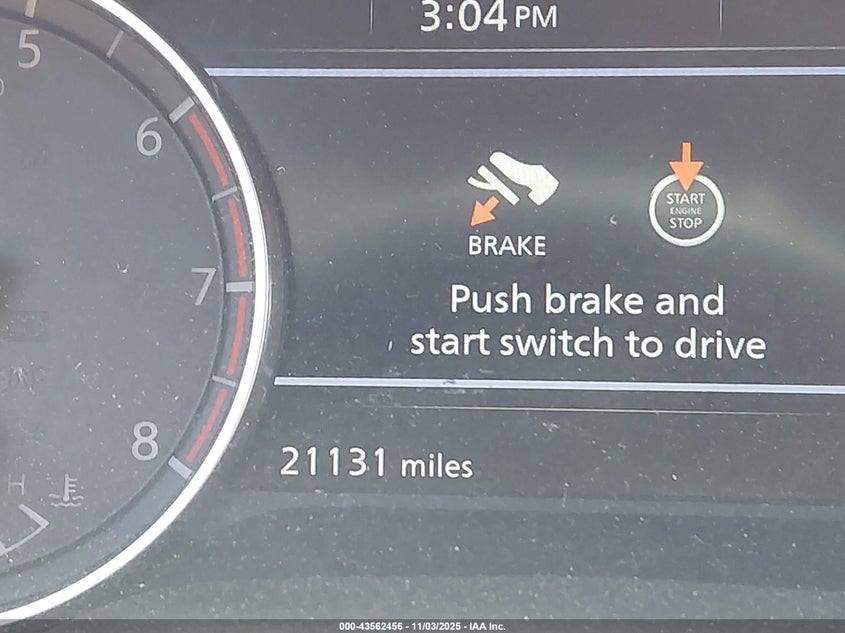 3:04 PM
5
6
7
8
H
START
ENGINE
STOP
BRAKE
Push brake and
start switch to drive
21131 miles
000-43562456 - 11/03/2025 - IAA Inc.